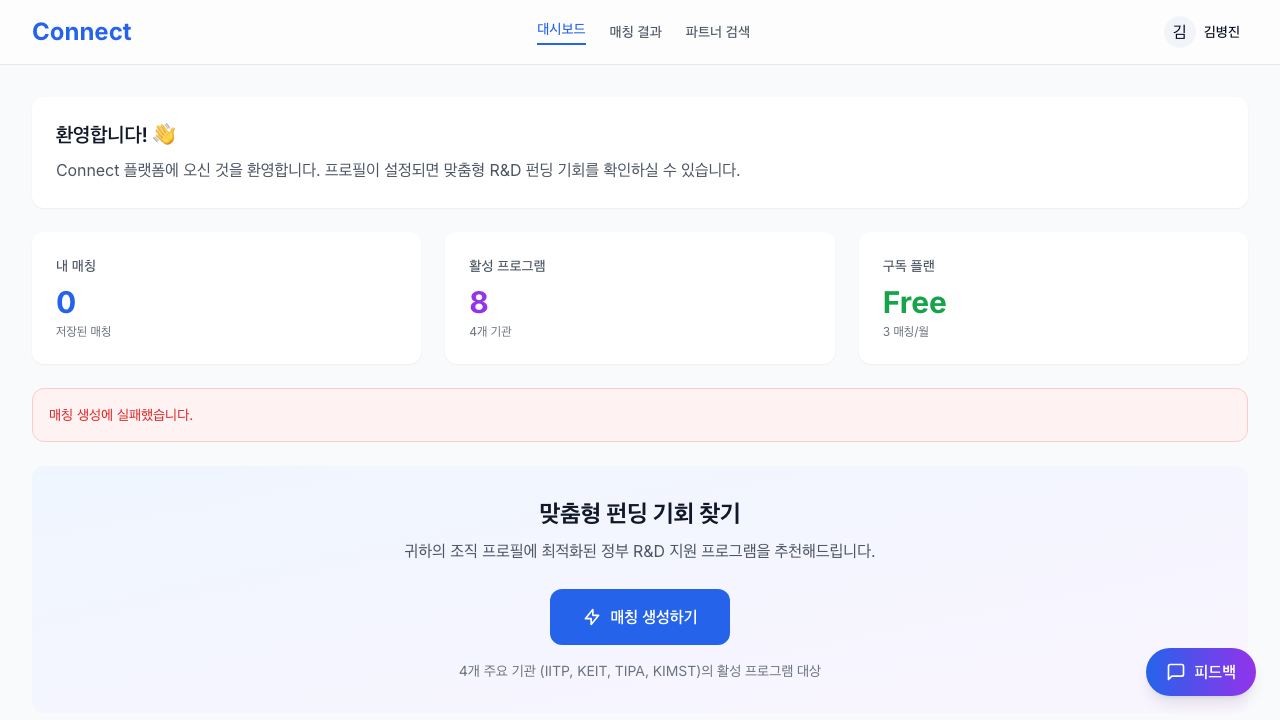 Connect
대시보드
매칭 결과
파트너 검색
김
김병진
환영합니다! 👋
Connect 플랫폼에 오신 것을 환영합니다. 프로필이 설정되면 맞춤형 R&D 펀딩 기회를 확인하실 수 있습니다.
내 매칭
0
저장된 매칭
활성 프로그램
8
4개 기관
구독 플랜
Free
3 매칭/월
매칭 생성에 실패했습니다.
맞춤형 펀딩 기회 찾기
귀하의 조직 프로필에 최적화된 정부 R&D 지원 프로그램을 추천해드립니다.
매칭 생성하기
4개 주요 기관 (IITP, KEIT, TIPA, KIMST)의 활성 프로그램 대상
피드백